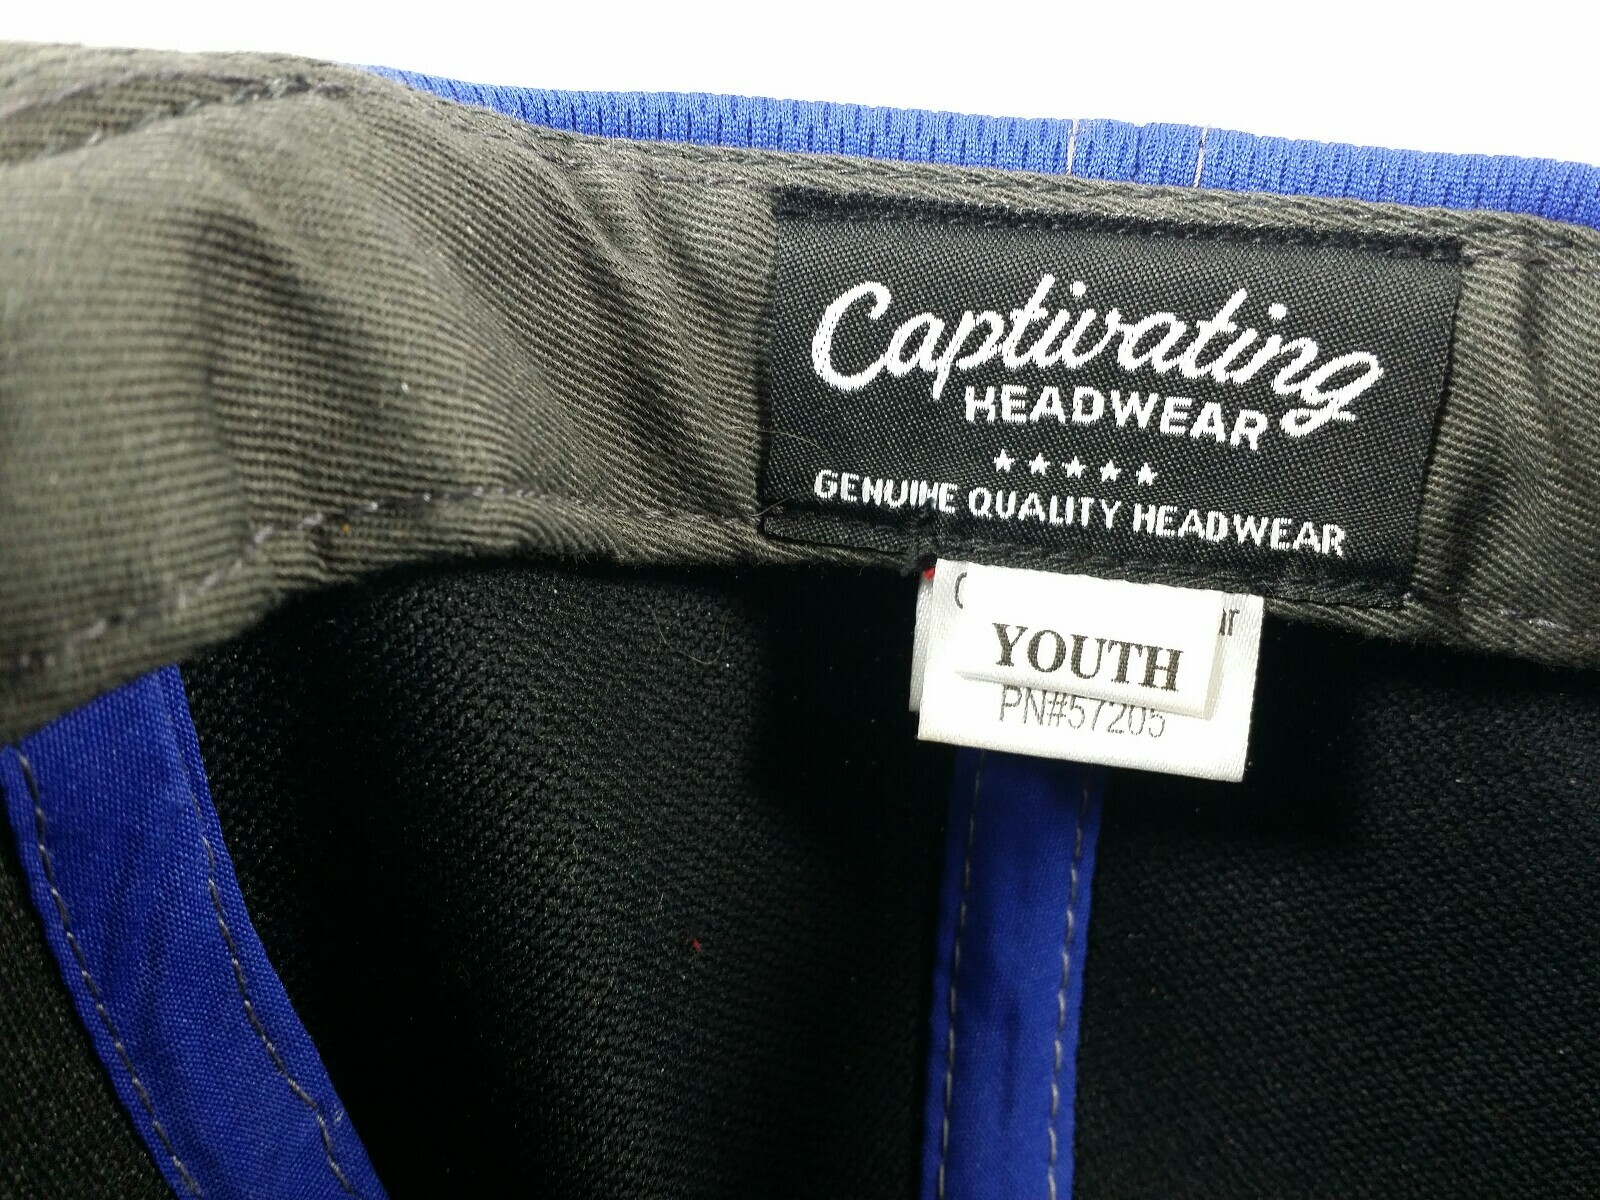 Captivating
HEADWEAR
★★★★★
GENUINE QUALITY HEADWEAR
YOUTH
PN#57205